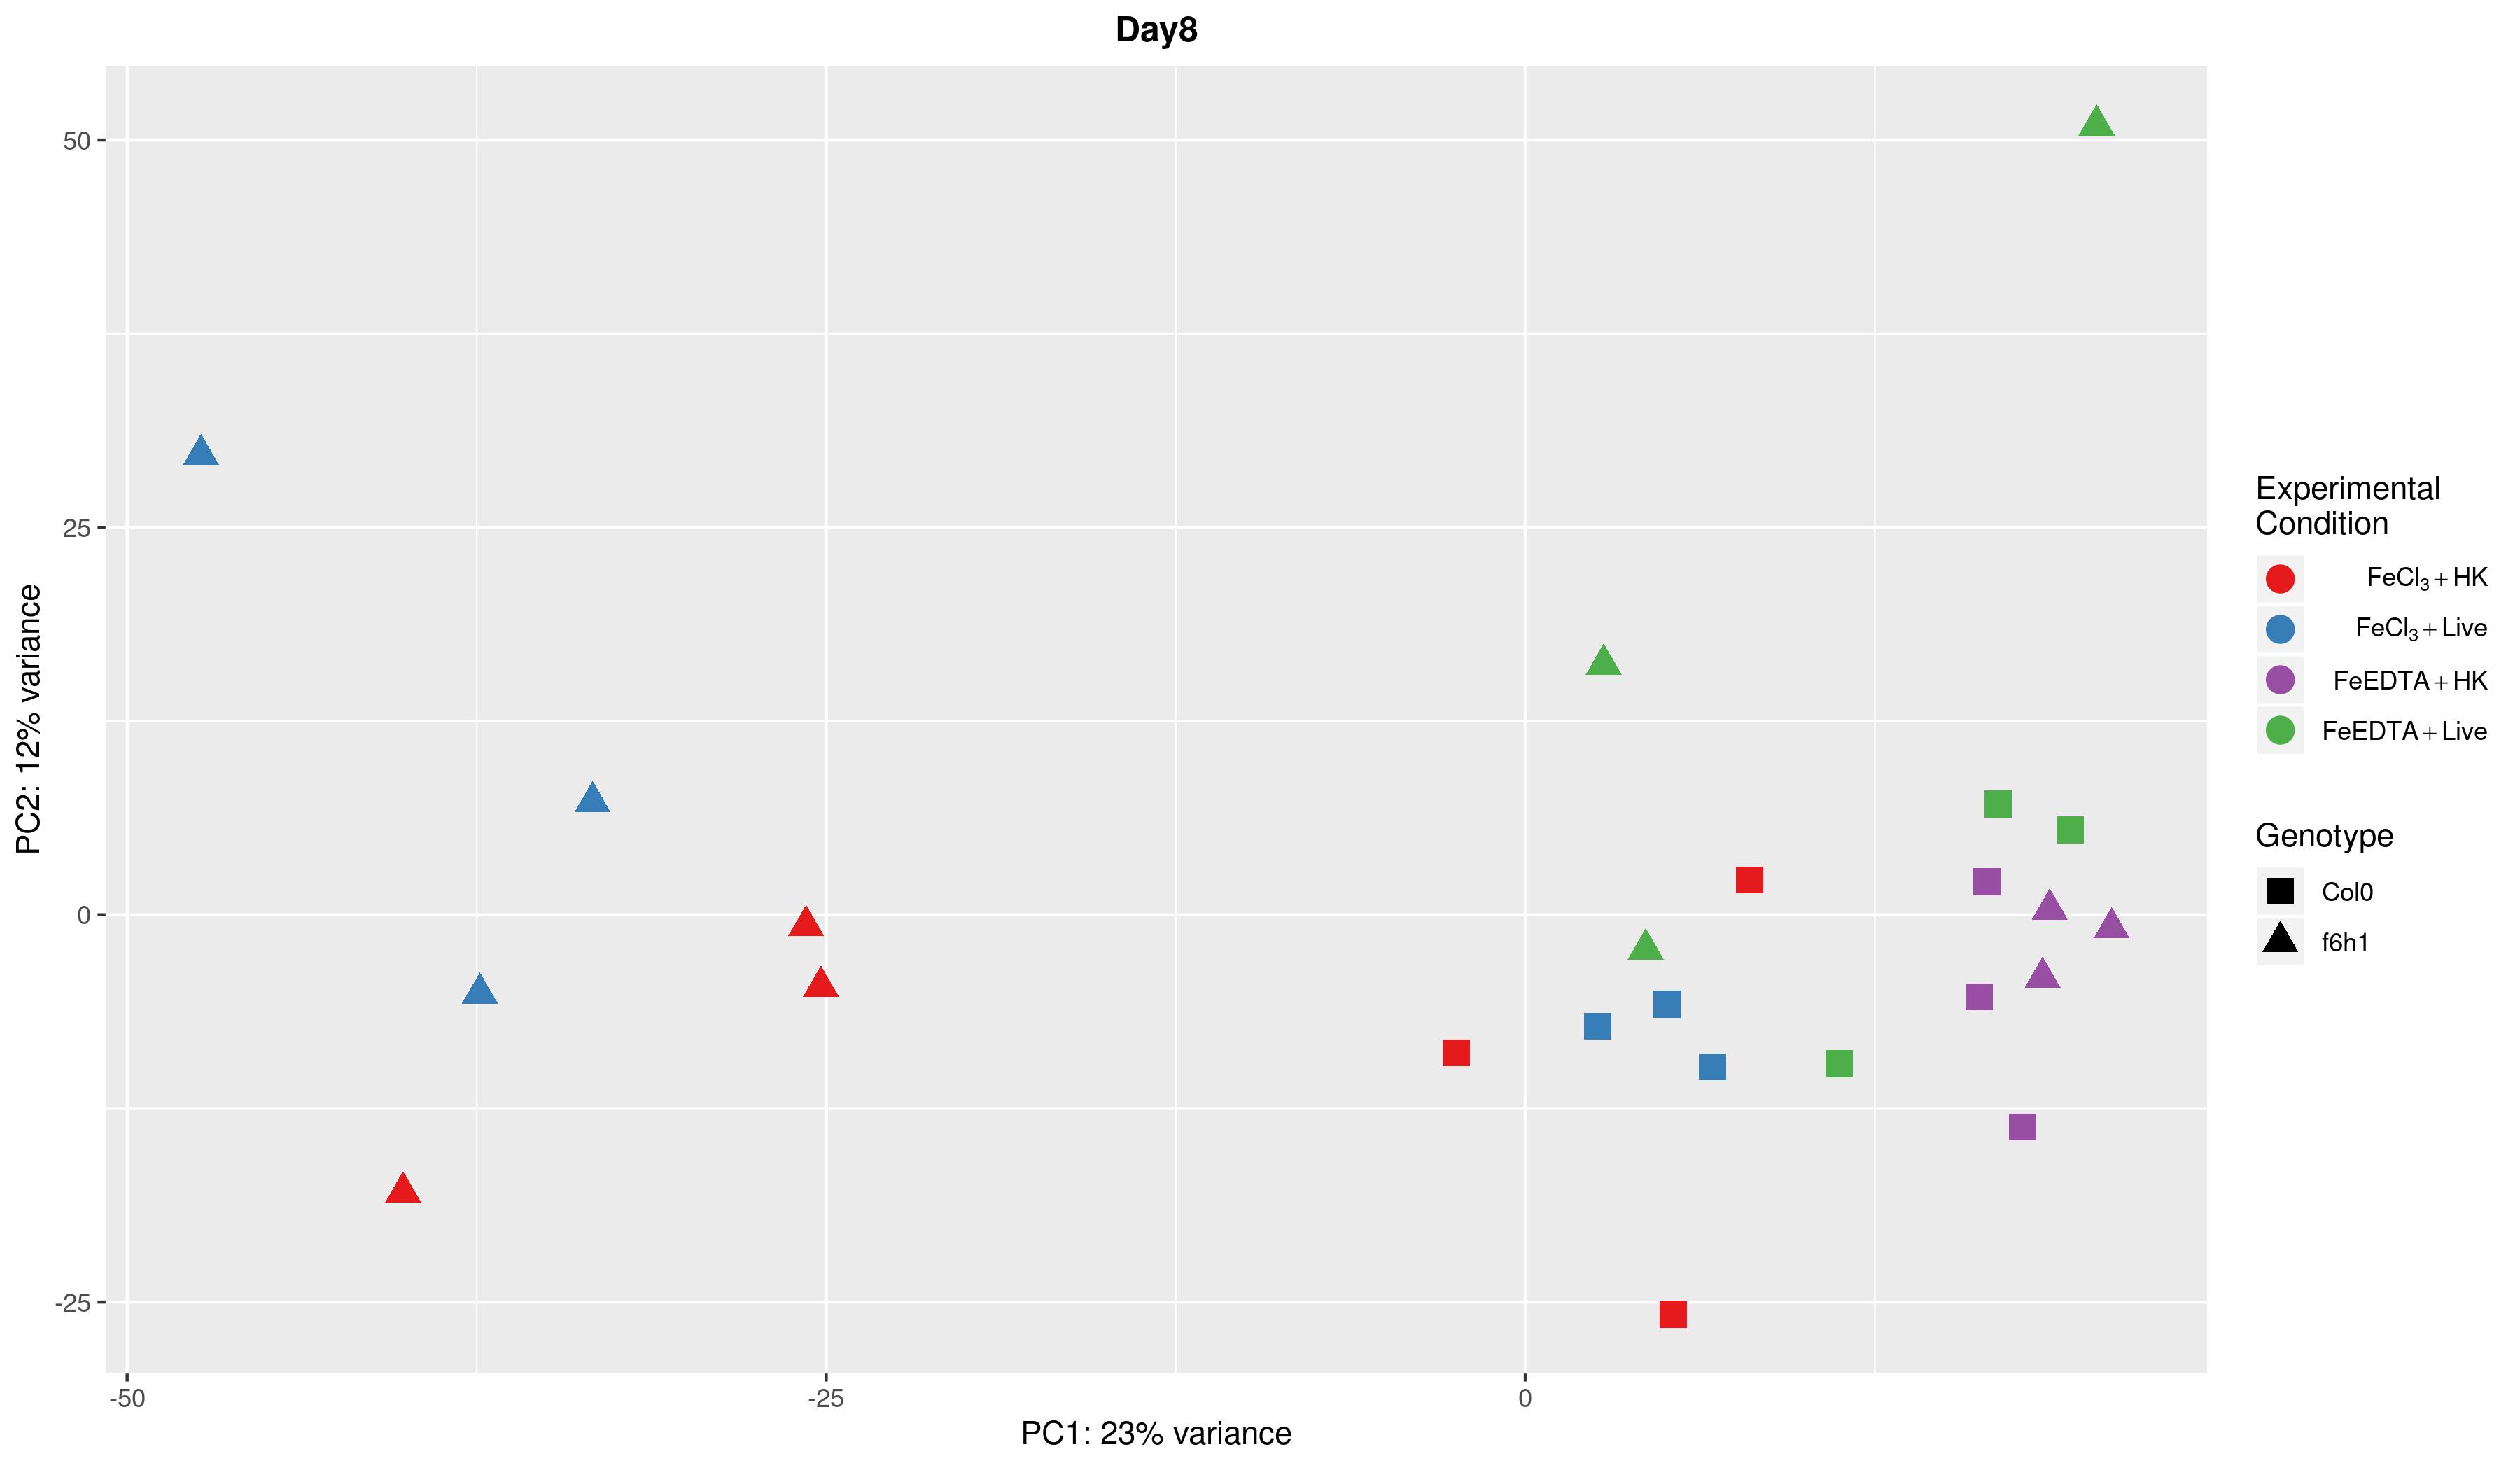 Day8
50
25
0
-25
-50
-25
0
PC2: 12% variance
PC1: 23% variance
Experimental
Condition
FeCl₃+HK
FeCl₃+Live
FeEDTA+HK
FeEDTA+Live
Genotype
Col0
f6h1